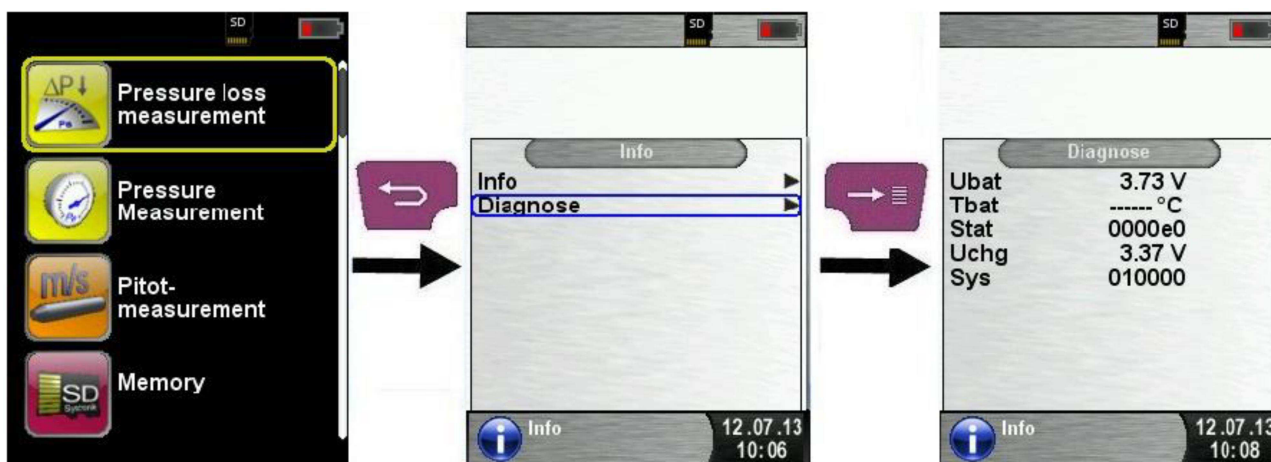 SD
ΔP↓
Pa
Pressure loss
measurement
Pressure
Measurement
m/s
Pitot-
measurement
SD
Systronik
Memory
SD
Info
Info
Diagnose
Info
12.07.13
10:06
SD
Diagnose
Ubat 3.73 V
Tbat ------ °C
Stat 0000e0
Uchg 3.37 V
Sys 010000
Info
12.07.13
10:08